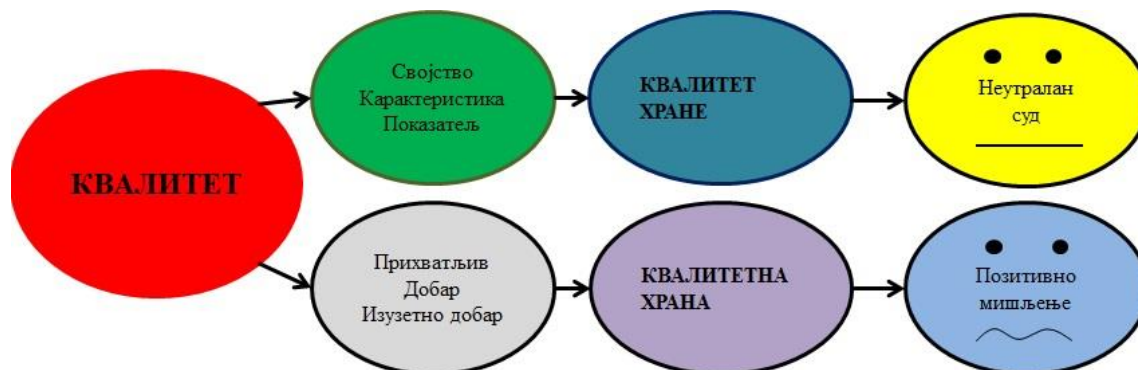 КВАЛИТЕТ
Својство
Карактеристика
Показатељ
КВАЛИТЕТ
ХРАНЕ
Неутралан
суд
Прихватљив
Добар
Изузетно добар
КВАЛИТЕТНА
ХРАНА
Позитивно
мишљење